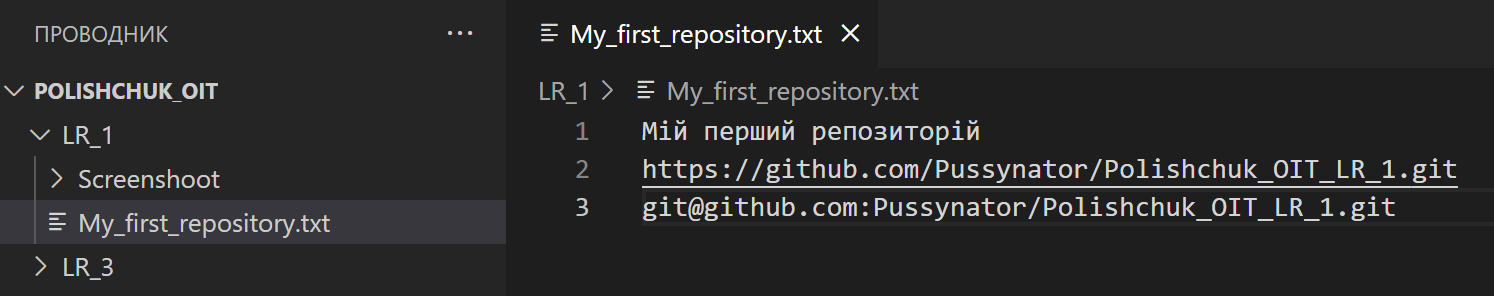 ПРОВОДНИК ...
POLISHCHUK_OIT
LR_1
Screenshoot
My_first_repository.txt
LR_3
My_first_repository.txt
LR_1 > My_first_repository.txt
1 Мій перший репозиторій
2 https://github.com/Pussynator/Polishchuk_OIT_LR_1.git
3 git@github.com:Pussynator/Polishchuk_OIT_LR_1.git